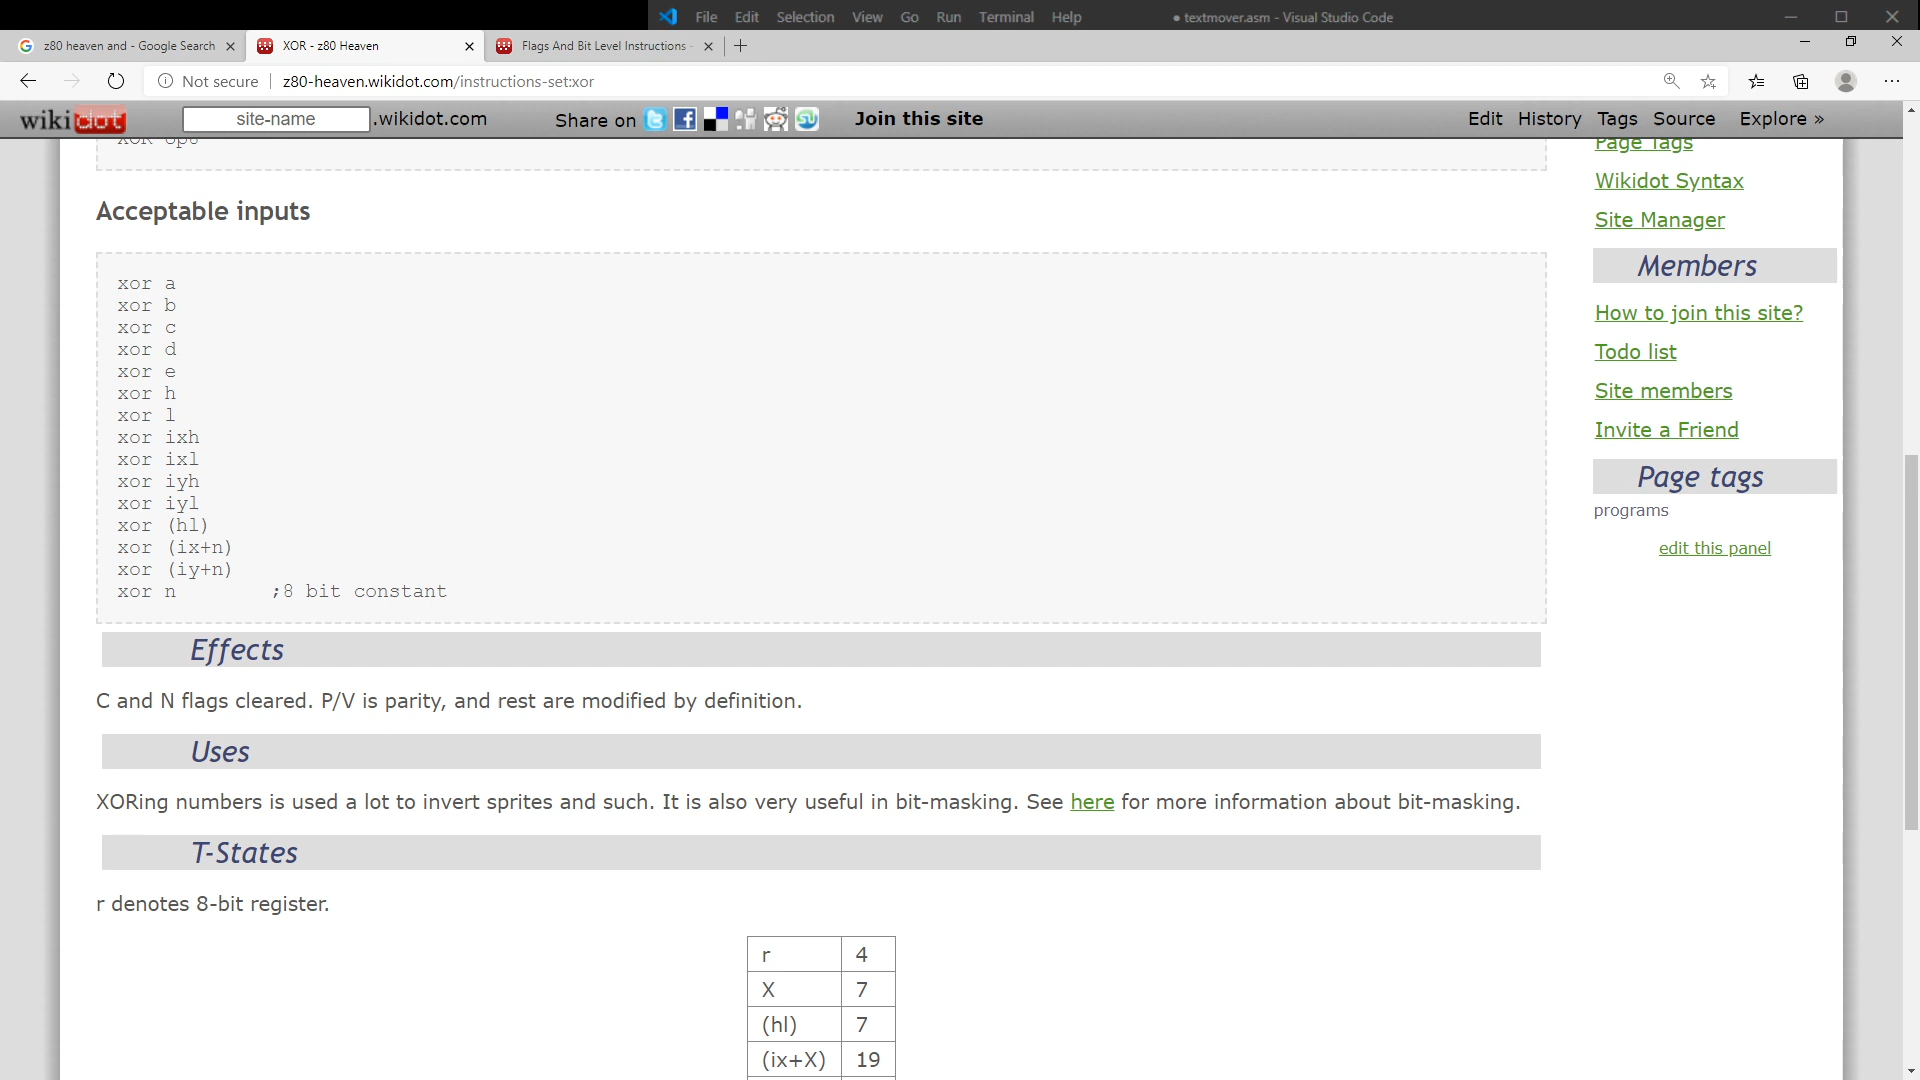 File Edit Selection View Go Run Terminal Help ● textmover.asm - Visual Studio Code
z80 heaven and - Google Search XOR - z80 Heaven Flags And Bit Level Instructions -
Not secure z80-heaven.wikidot.com/instructions-set:xor
wikidot site-name .wikidot.com Share on Join this site Edit History Tags Source Explore »
XOR op8
Page Tags
Wikidot Syntax
Acceptable inputs
Site Manager
Members
xor a
xor b
xor c
xor d
xor e
xor h
xor l
xor ixh
xor ixl
xor iyh
xor iyl
xor (hl)
xor (ix+n)
xor (iy+n)
xor n ;8 bit constant
How to join this site?
Todo list
Site members
Invite a Friend
Page tags
programs
edit this panel
Effects
C and N flags cleared. P/V is parity, and rest are modified by definition.
Uses
XORing numbers is used a lot to invert sprites and such. It is also very useful in bit-masking. See here for more information about bit-masking.
T-States
r denotes 8-bit register.
r 4
X 7
(hl) 7
(ix+X) 19